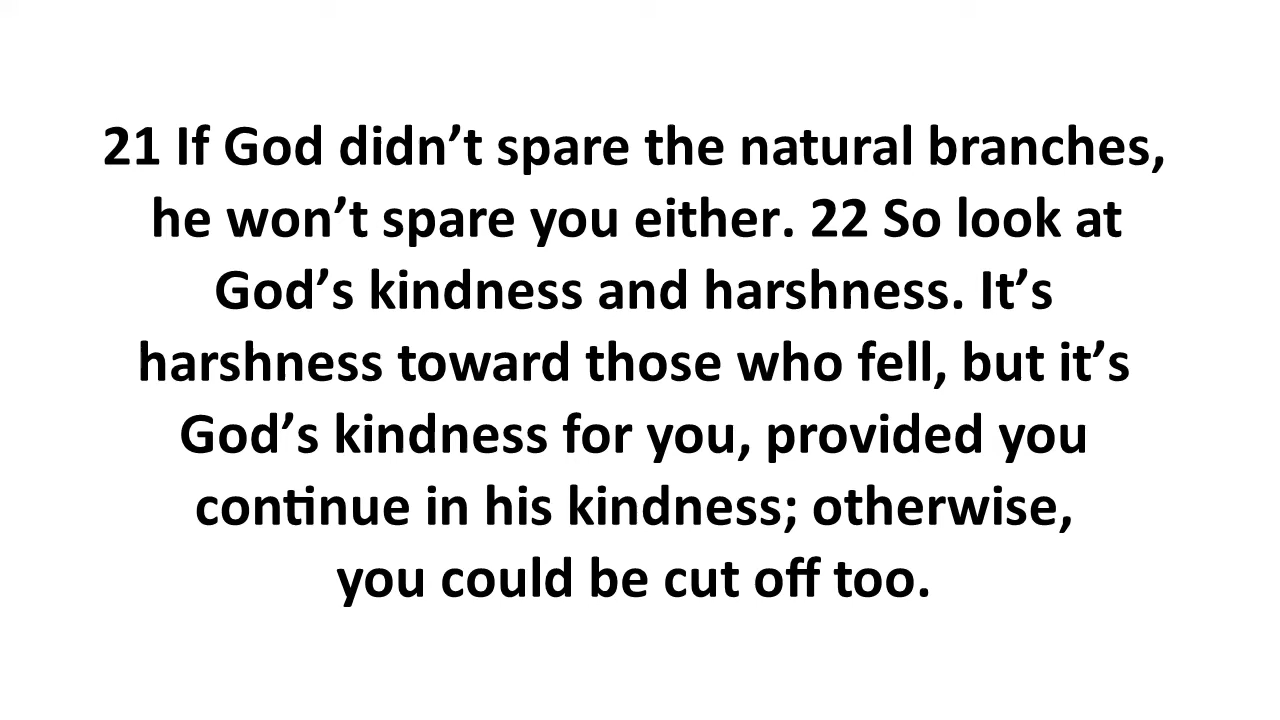 21 If God didn’t spare the natural branches,
he won’t spare you either. 22 So look at
God’s kindness and harshness. It’s
harshness toward those who fell, but it’s
God’s kindness for you, provided you
continue in his kindness; otherwise,
you could be cut off too.